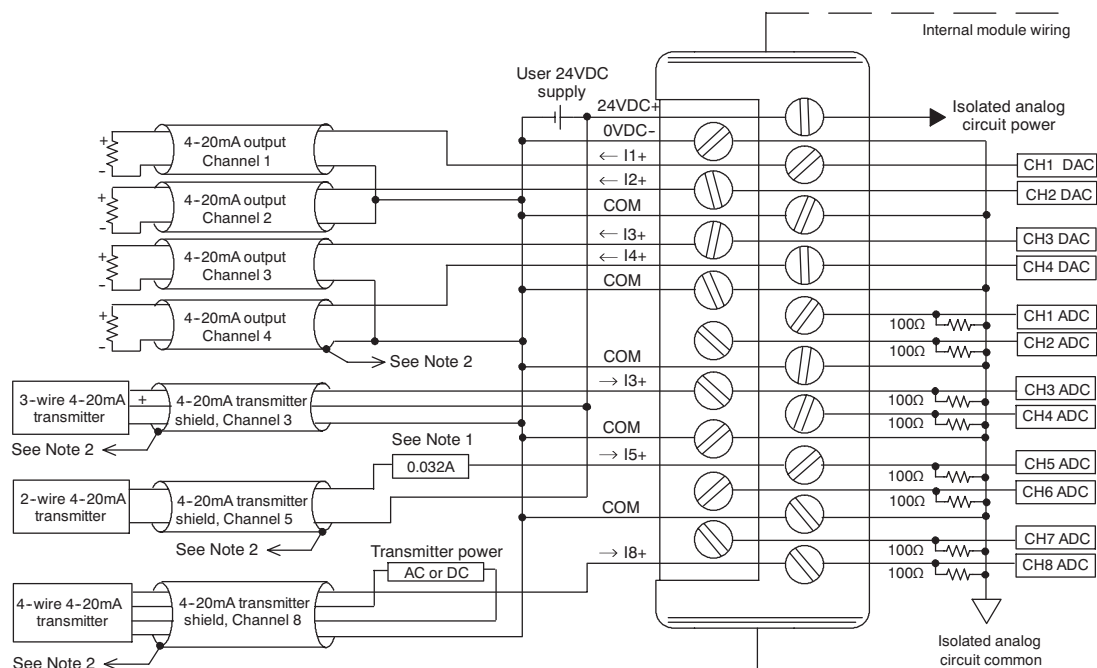 Internal module wiring
User 24VDC
supply
24VDC+
Isolated analog
circuit power
0VDC-
4-20mA output
Channel 1
+
-
← I1+
CH1 DAC
← I2+
CH2 DAC
4-20mA output
Channel 2
+
-
COM
← I3+
CH3 DAC
4-20mA output
Channel 3
+
-
← I4+
CH4 DAC
COM
4-20mA output
Channel 4
+
-
100Ω
CH1 ADC
100Ω
CH2 ADC
See Note 2
COM
3-wire 4-20mA
transmitter
+
4-20mA transmitter
shield, Channel 3
→ I3+
100Ω
CH3 ADC
100Ω
CH4 ADC
See Note 2
See Note 1
0.032A
COM
→ I5+
100Ω
CH5 ADC
2-wire 4-20mA
transmitter
4-20mA transmitter
shield, Channel 5
100Ω
CH6 ADC
COM
See Note 2
Transmitter power
AC or DC
→ I8+
100Ω
CH7 ADC
100Ω
CH8 ADC
4-wire 4-20mA
transmitter
4-20mA transmitter
shield, Channel 8
See Note 2
Isolated analog
circuit common